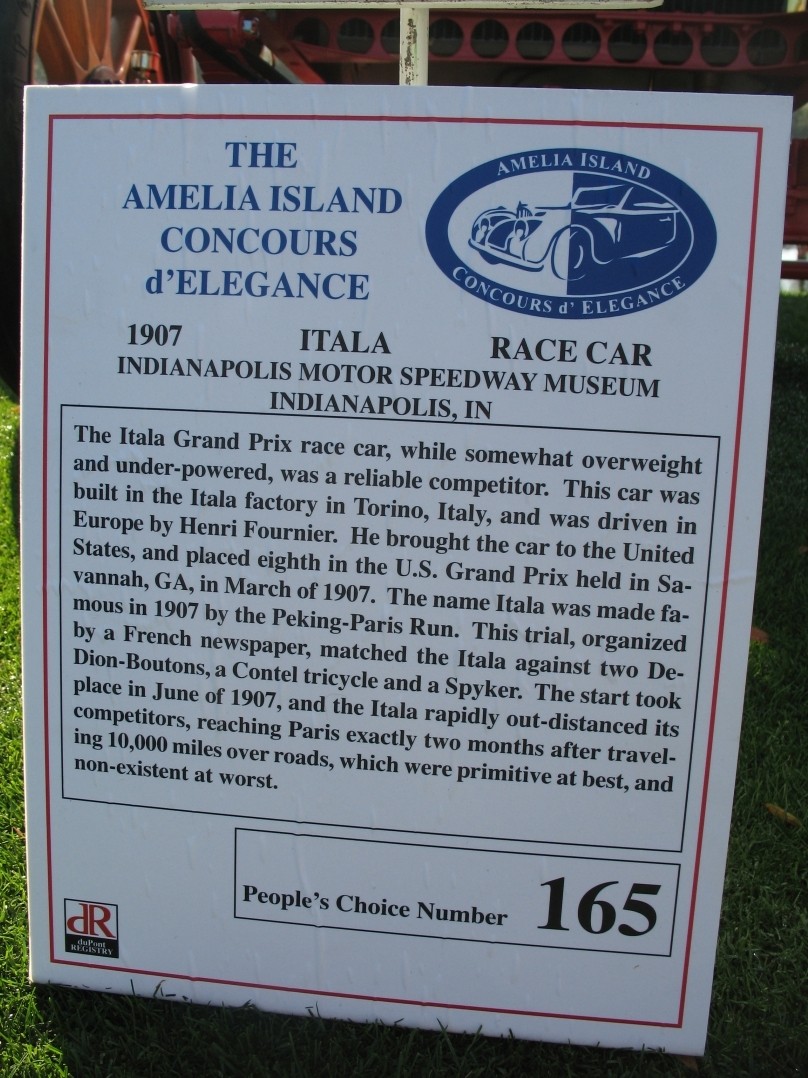 THE
AMELIA ISLAND
CONCOURS
d'ELEGANCE
AMELIA ISLAND
CONCOURS d' ELEGANCE
1907 ITALA RACE CAR
INDIANAPOLIS MOTOR SPEEDWAY MUSEUM
INDIANAPOLIS, IN
The Itala Grand Prix race car, while somewhat overweight
and under-powered, was a reliable competitor. This car was
built in the Itala factory in Torino, Italy, and was driven in
Europe by Henri Fournier. He brought the car to the United
States, and placed eighth in the U.S. Grand Prix held in Sa-
vannah, GA, in March of 1907. The name Itala was made fa-
mous in 1907 by the Peking-Paris Run. This trial, organized
by a French newspaper, matched the Itala against two De-
Dion-Boutons, a Contel tricycle and a Spyker. The start took
place in June of 1907, and the Itala rapidly out-distanced its
competitors, reaching Paris exactly two months after travel-
ing 10,000 miles over roads, which were primitive at best, and
non-existent at worst.
People's Choice Number 165
dR
duPont
REGISTRY